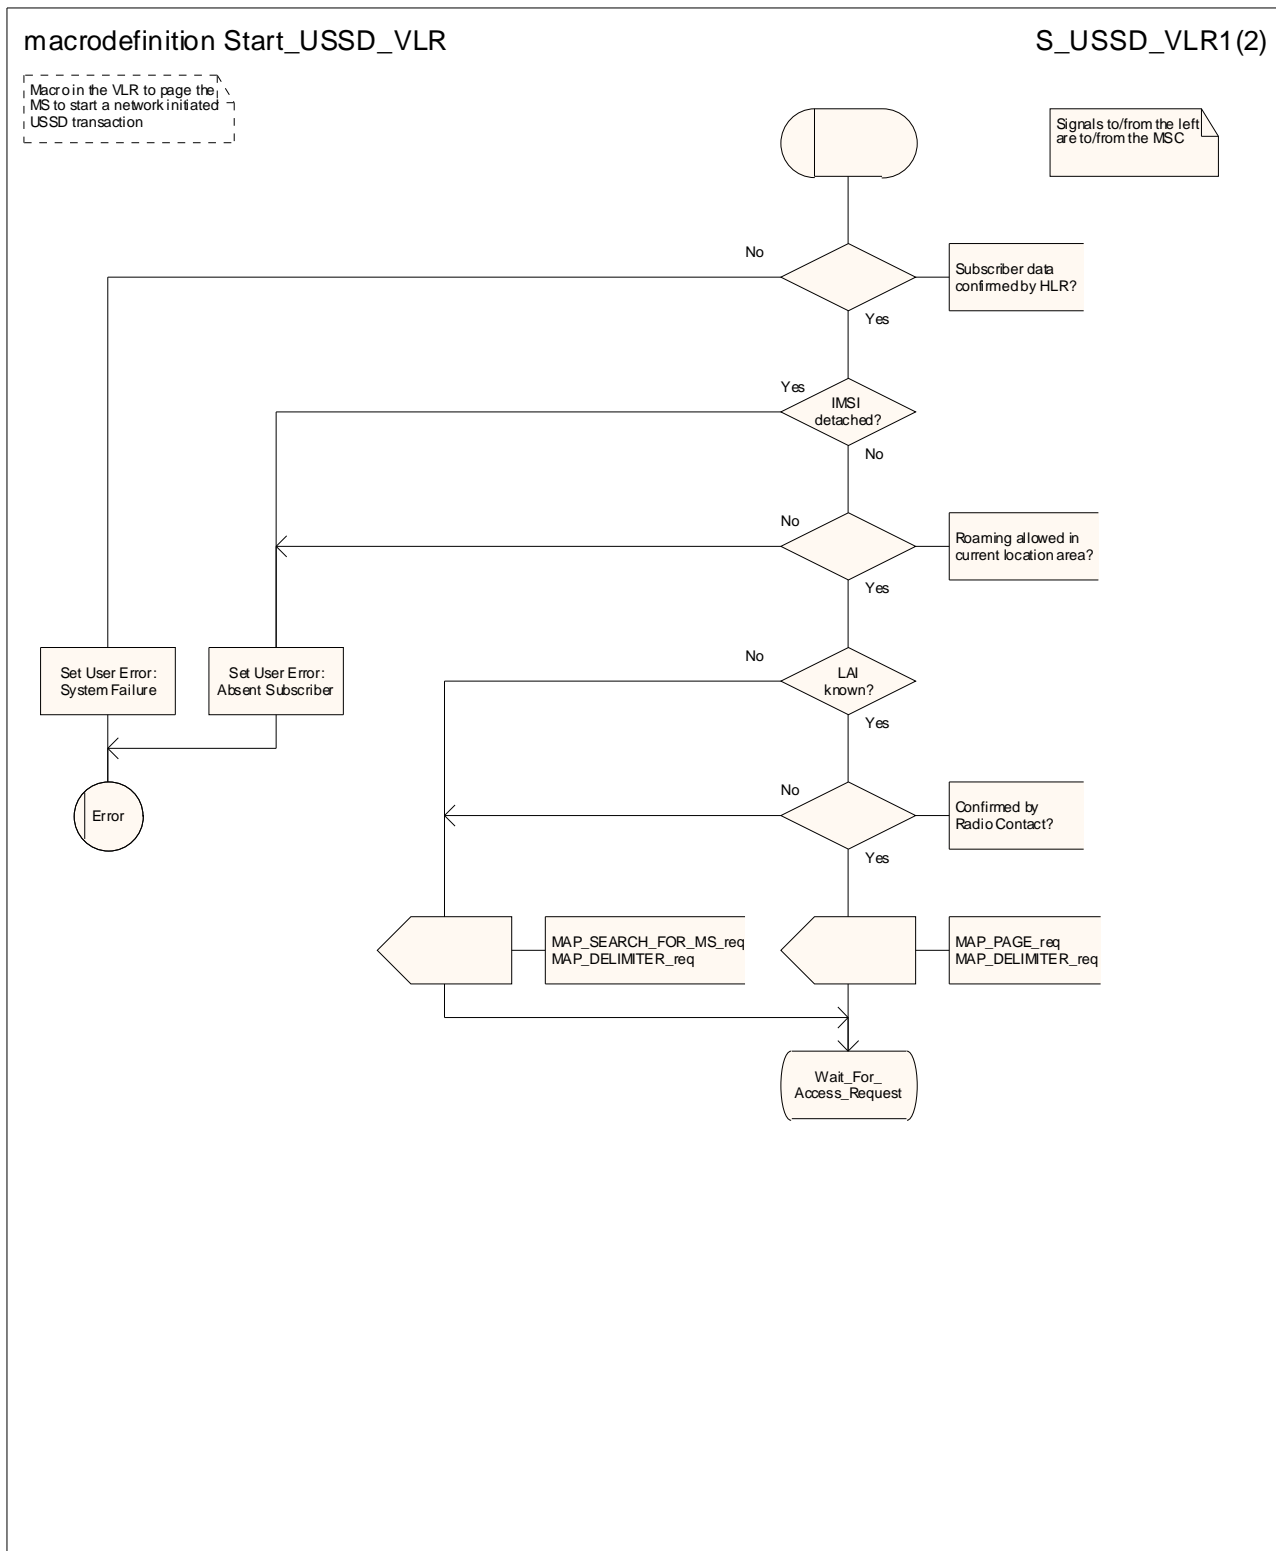 macrodefinition Start_USSD_VLR
S_USSD_VLR1(2)
Macro in the VLR to page the
MS to start a network initiated
USSD transaction
Signals to/from the left
are to/from the MSC
No
Subscriber data
confirmed by HLR?
Yes
Yes
IMSI
detached?
No
No
Roaming allowed in
current location area?
Yes
Set User Error:
System Failure
Set User Error:
Absent Subscriber
No
LAI
known?
Yes
No
Confirmed by
Radio Contact?
Error
Yes
MAP_SEARCH_FOR_MS_req
MAP_DELIMITER_req
MAP_PAGE_req
MAP_DELIMITER_req
Wait_For_
Access_Request